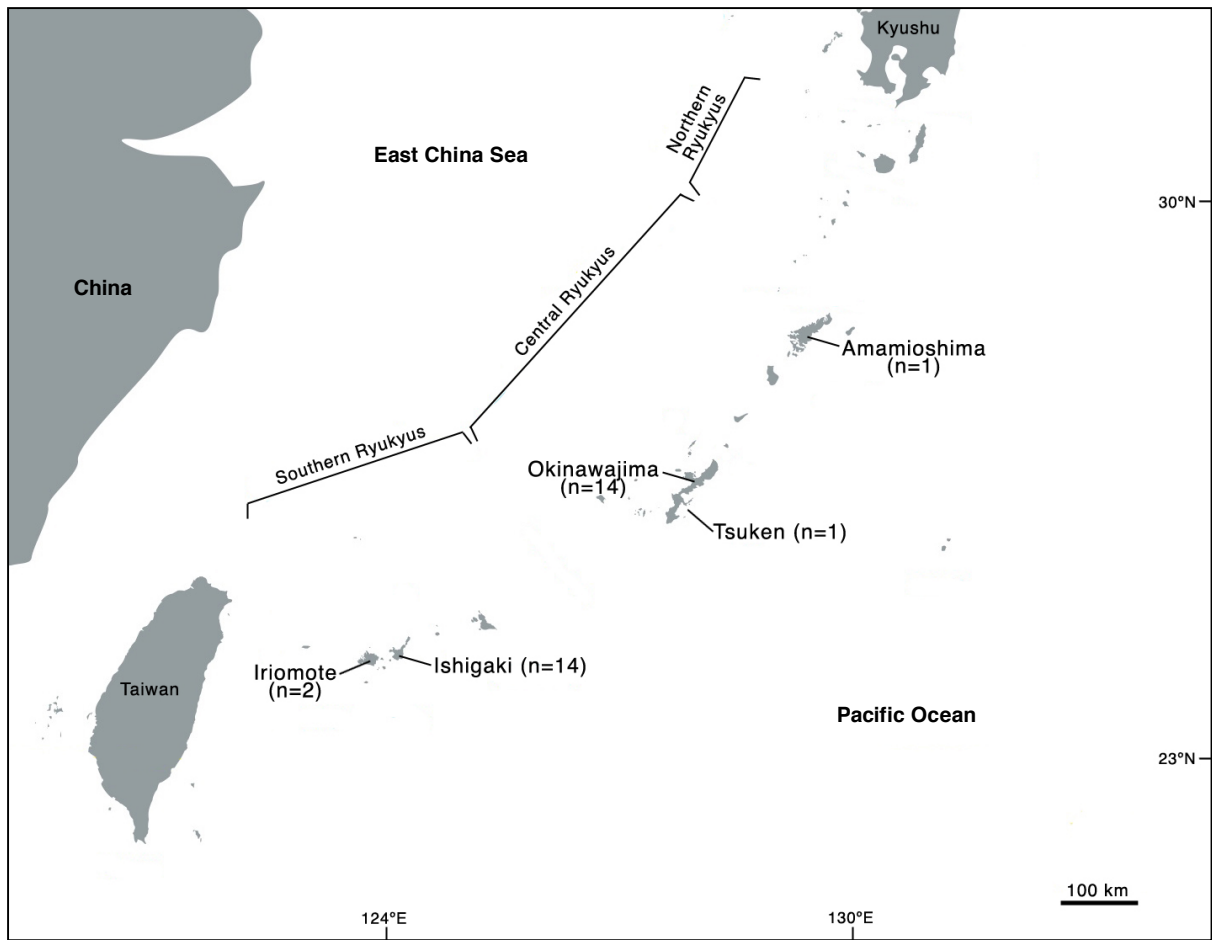 Kyushu
Northern
Ryukyus
East China Sea
30°N
China
Central Ryukyus
Amamioshima
(n=1)
Southern Ryukyus
Okinawajima
(n=14)
Tsuken (n=1)
Iriomote
(n=2)
Ishigaki (n=14)
Taiwan
Pacific Ocean
23°N
100 km
124°E
130°E